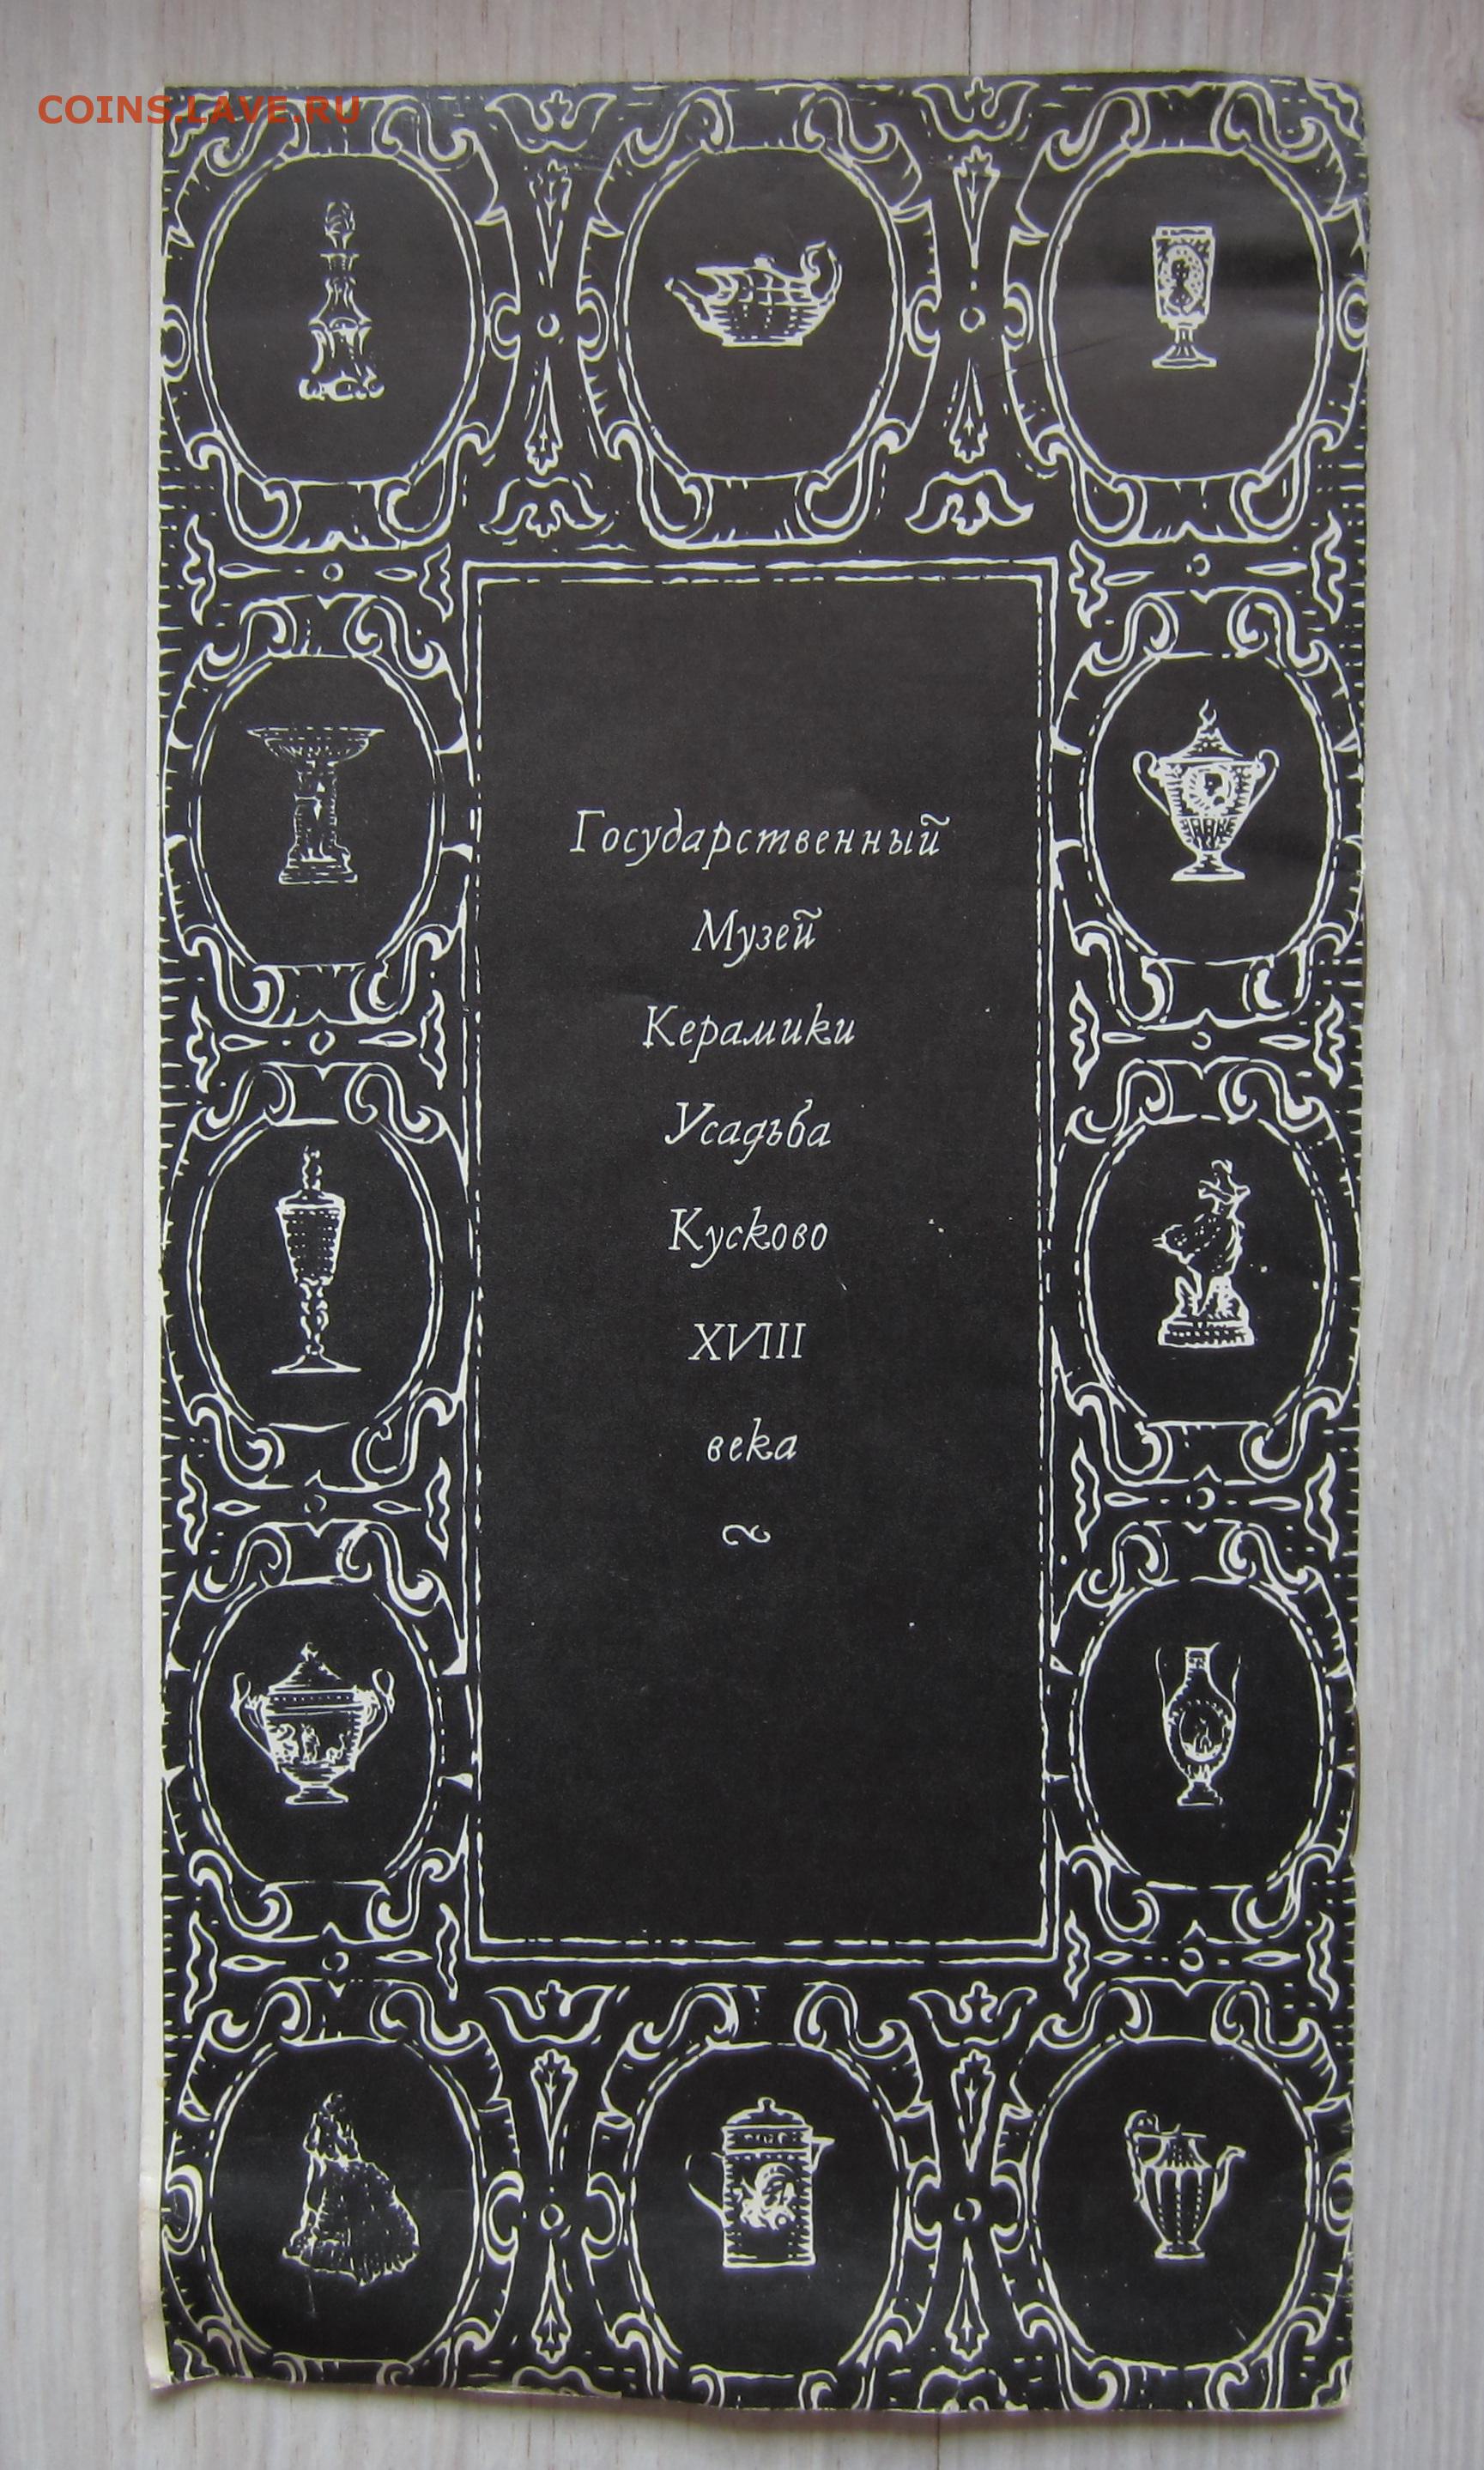 COINS.LAVE.RU
Государственный
Музей
Керамики
Усадьба
Кусково
XVIII
века